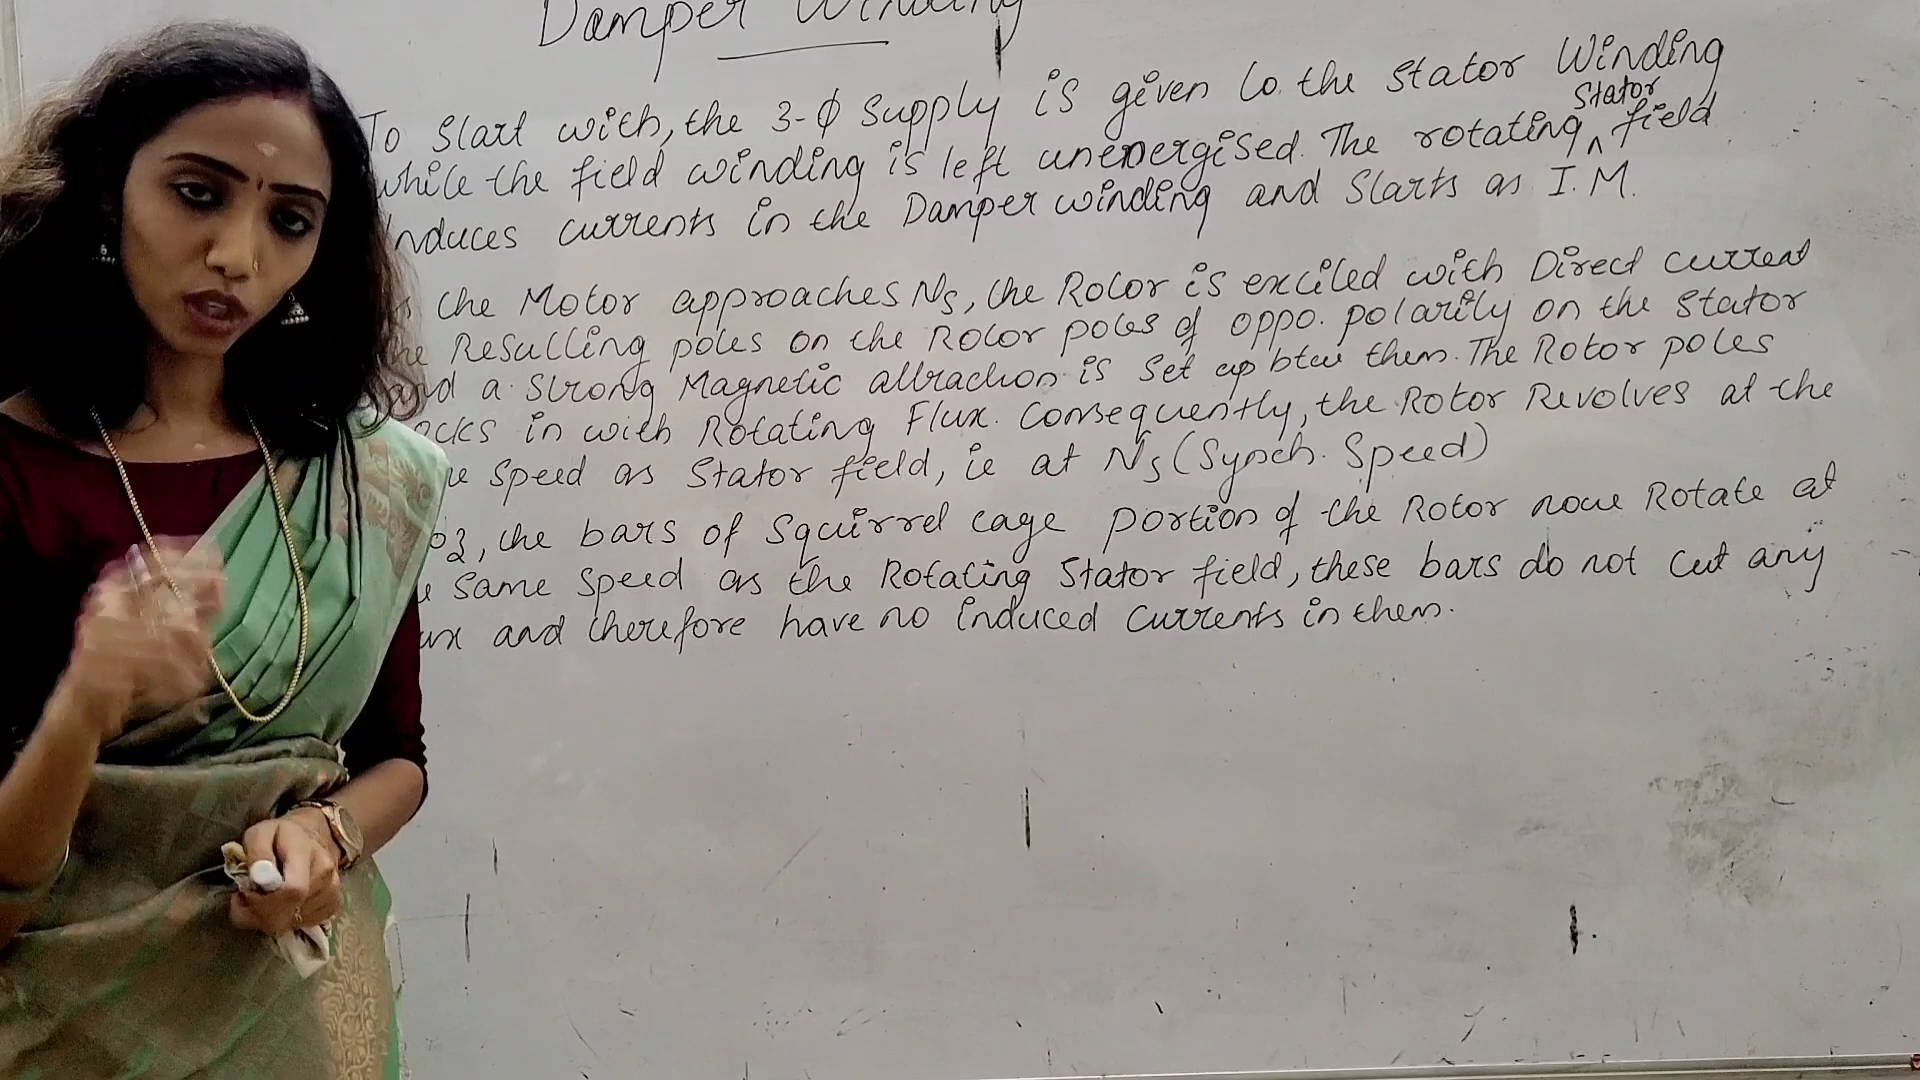 Damper Winding
To Start with, the 3-ϕ Supply is given to the Stator Winding
while the field winding is left unenergised. The rotating ^ Stator field
Induces currents in the Damper winding and Starts as I.M.
the Motor approaches Ns, the Rotor is excited with Direct current
Resulting poles on the Rotor poles of oppo. polarity on the stator
and a strong Magnetic attraction is set up btw them. The Rotor poles
in with Rotating Flux. Consequently, the Rotor Revolves at the
Speed as Stator field, ie at Ns (Synch. Speed)
the bars of Squirrel cage portion of the Rotor now Rotate at
Same Speed as the Rotating Stator field, these bars do not cut any
and therefore have no induced currents in them.